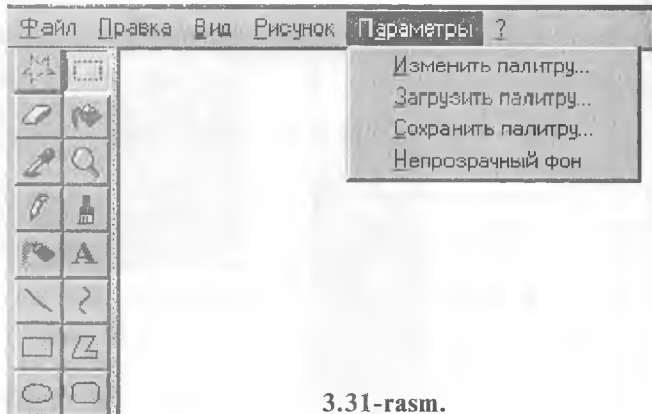 Файл Правка Вид Рисунок Параметры ?
Изменить палитру...
Загрузить палитру...
Сохранить палитру...
Непрозрачный фон
A
3.31-rasm.